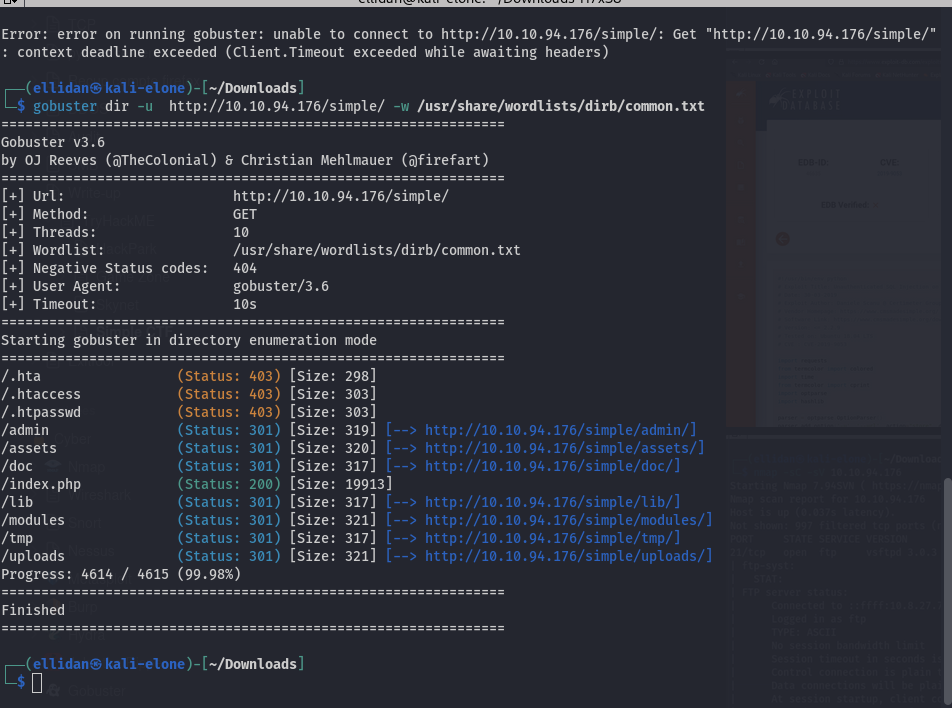 Error: error on running gobuster: unable to connect to http://10.10.94.176/simple/: Get "http://10.10.94.176/simple/"
: context deadline exceeded (Client.Timeout exceeded while awaiting headers)
┌──(ellidan㉿kali-elone)-[~/Downloads]
└─$ gobuster dir -u  http://10.10.94.176/simple/ -w /usr/share/wordlists/dirb/common.txt
===============================================================
Gobuster v3.6
by OJ Reeves (@TheColonial) & Christian Mehlmauer (@firefart)
===============================================================
[+] Url:                     http://10.10.94.176/simple/
[+] Method:                  GET
[+] Threads:                 10
[+] Wordlist:                /usr/share/wordlists/dirb/common.txt
[+] Negative Status codes:   404
[+] User Agent:              gobuster/3.6
[+] Timeout:                 10s
===============================================================
Starting gobuster in directory enumeration mode
===============================================================
/.hta                 (Status: 403) [Size: 298]
/.htaccess            (Status: 403) [Size: 303]
/.htpasswd            (Status: 403) [Size: 303]
/admin                (Status: 301) [Size: 319] [--> http://10.10.94.176/simple/admin/]
/assets               (Status: 301) [Size: 320] [--> http://10.10.94.176/simple/assets/]
/doc                  (Status: 301) [Size: 317] [--> http://10.10.94.176/simple/doc/]
/index.php            (Status: 200) [Size: 19913]
/lib                  (Status: 301) [Size: 317] [--> http://10.10.94.176/simple/lib/]
/modules              (Status: 301) [Size: 321] [--> http://10.10.94.176/simple/modules/]
/tmp                  (Status: 301) [Size: 317] [--> http://10.10.94.176/simple/tmp/]
/uploads              (Status: 301) [Size: 321] [--> http://10.10.94.176/simple/uploads/]
Progress: 4614 / 4615 (99.98%)
===============================================================
Finished
===============================================================
┌──(ellidan㉿kali-elone)-[~/Downloads]
└─$
EXPLOIT
DATABASE